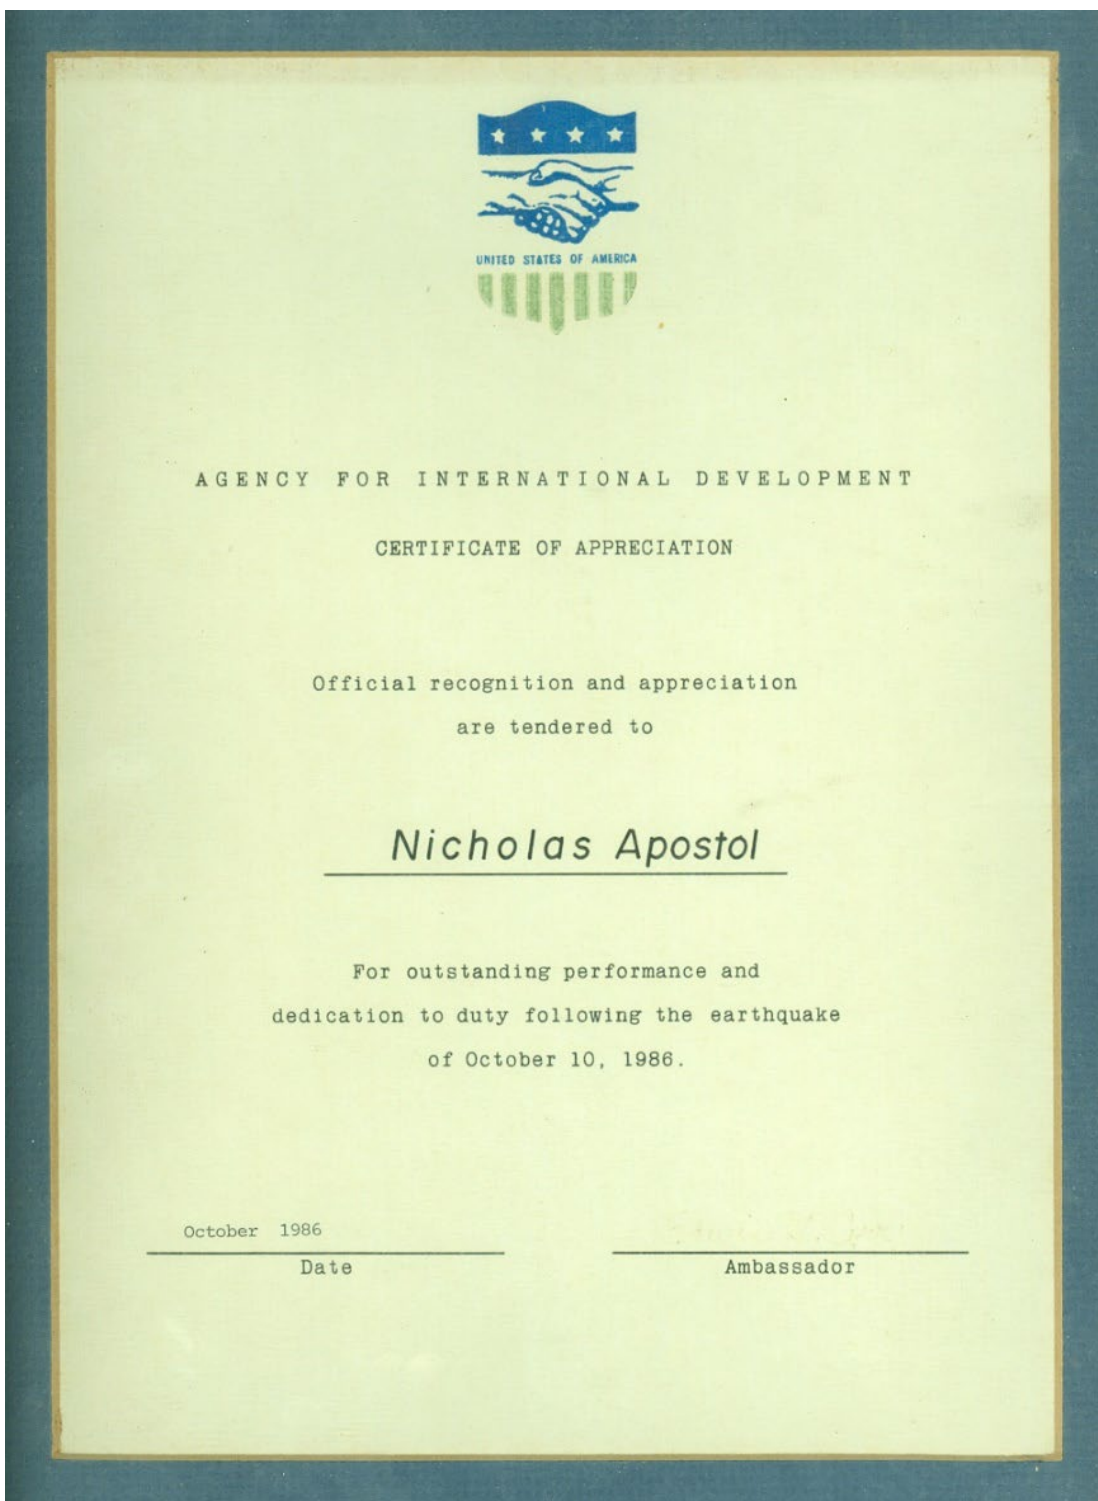 UNITED STATES OF AMERICA
AGENCY FOR INTERNATIONAL DEVELOPMENT
CERTIFICATE OF APPRECIATION
Official recognition and appreciation
are tendered to
Nicholas Apostol
For outstanding performance and
dedication to duty following the earthquake
of October 10, 1986.
October 1986
Date
Ambassador